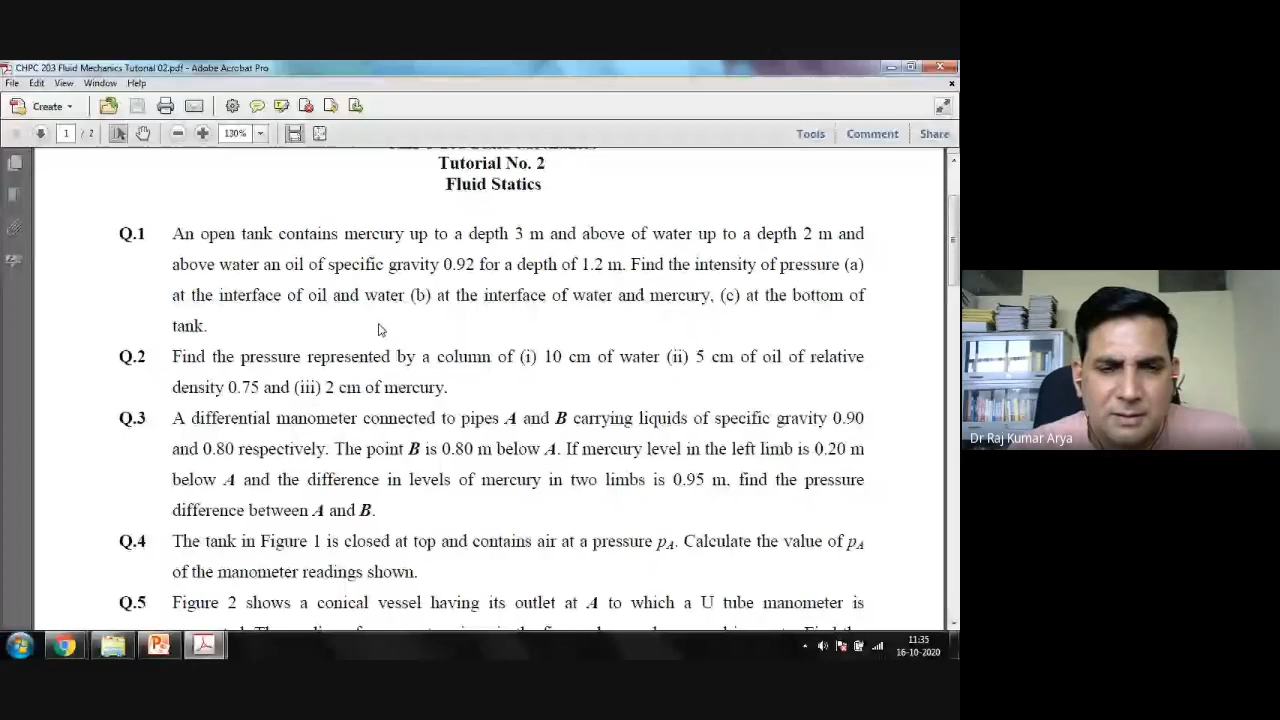 CHPC 203 Fluid Mechanics Tutorial 02.pdf - Adobe Acrobat Pro
File Edit View Window Help
Create
1 / 2 130% Tools Comment Share
Tutorial No. 2
Fluid Statics
Q.1 An open tank contains mercury up to a depth 3 m and above of water up to a depth 2 m and
above water an oil of specific gravity 0.92 for a depth of 1.2 m. Find the intensity of pressure (a)
at the interface of oil and water (b) at the interface of water and mercury, (c) at the bottom of
tank.
Q.2 Find the pressure represented by a column of (i) 10 cm of water (ii) 5 cm of oil of relative
density 0.75 and (iii) 2 cm of mercury.
Q.3 A differential manometer connected to pipes A and B carrying liquids of specific gravity 0.90
and 0.80 respectively. The point B is 0.80 m below A. If mercury level in the left limb is 0.20 m
below A and the difference in levels of mercury in two limbs is 0.95 m, find the pressure
difference between A and B.
Q.4 The tank in Figure 1 is closed at top and contains air at a pressure pA. Calculate the value of pA
of the manometer readings shown.
Q.5 Figure 2 shows a conical vessel having its outlet at A to which a U tube manometer is
Dr Raj Kumar Arya
11:35
16-10-2020